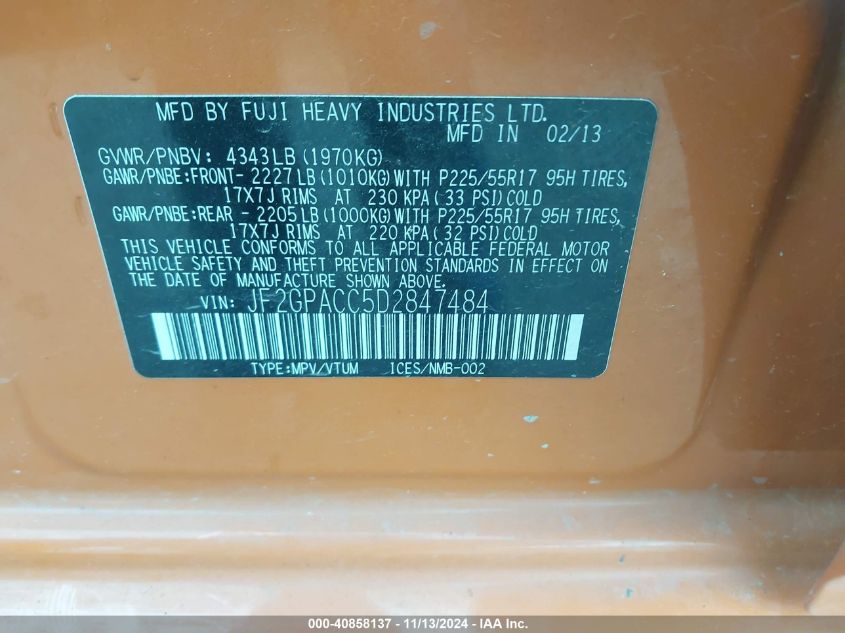 MFD BY FUJI HEAVY INDUSTRIES LTD.
MFD IN 02/13
GVWR/PNBV: 4343LB(1970KG)
GAWR/PNBE:FRONT-2227LB(1010KG)WITH P225/55R17 95H TIRES,
17X7J RIMS AT 230 KPA(33 PSI)COLD
GAWR/PNBE:REAR -2205LB(1000KG)WITH P225/55R17 95H TIRES,
17X7J RIMS AT 220 KPA(32 PSI)COLD
THIS VEHICLE CONFORMS TO ALL APPLICABLE FEDERAL MOTOR
VEHICLE SAFETY AND THEFT PREVENTION STANDARDS IN EFFECT ON
THE DATE OF MANUFACTURE SHOWN ABOVE.
VIN: JF2GPACC5D2847484
TYPE:MPV/VTUM ICES/NMB-002
000-40858137 - 11/13/2024 - IAA Inc.